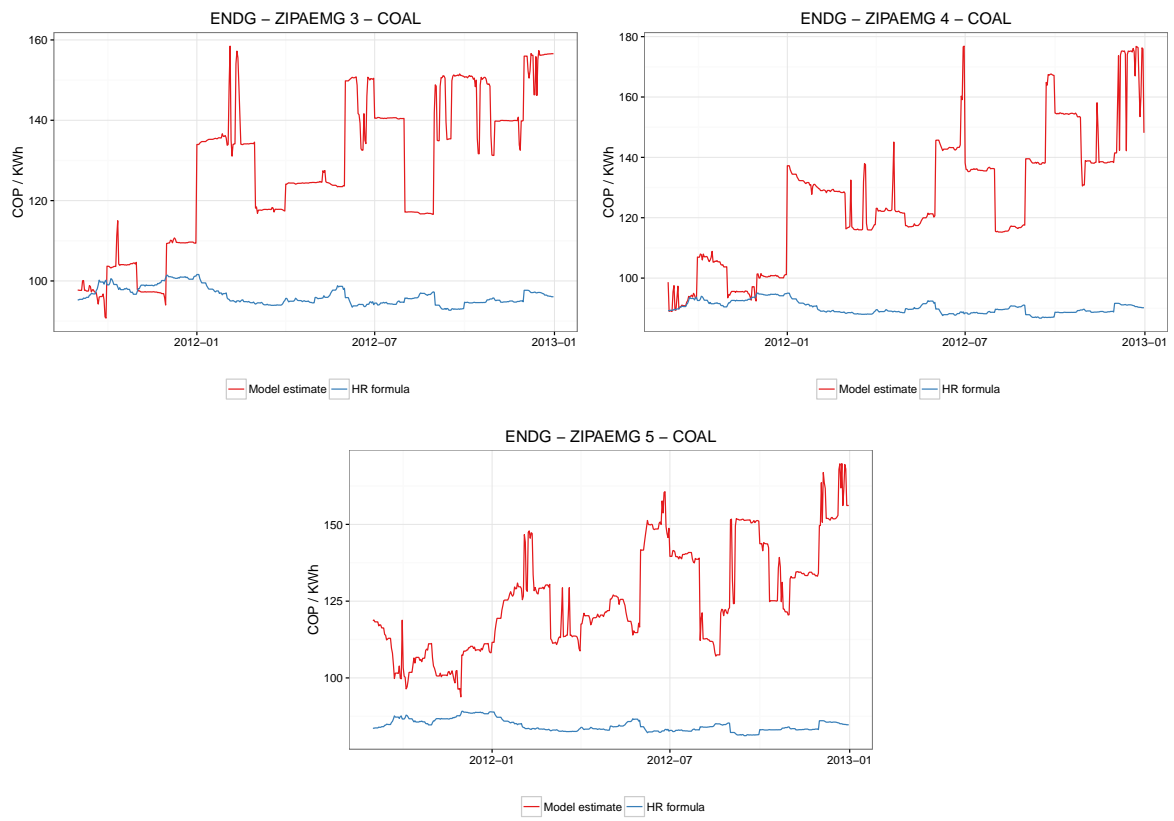 ENDG – ZIPAEMG 3 – COAL
COP / KWh
160
140
120
100
2012–01
2012–07
2013–01
Model estimate
HR formula
ENDG – ZIPAEMG 4 – COAL
COP / KWh
180
160
140
120
100
2012–01
2012–07
2013–01
Model estimate
HR formula
ENDG – ZIPAEMG 5 – COAL
COP / KWh
150
125
100
2012–01
2012–07
2013–01
Model estimate
HR formula